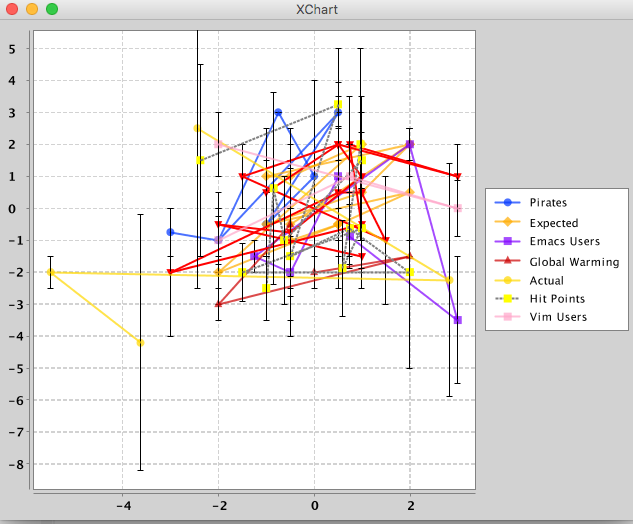 XChart
5
4
3
2
1
0
−1
−2
−3
−4
−5
−6
−7
−8
−4
−2
0
2
Pirates
Expected
Emacs Users
Global Warming
Actual
Hit Points
Vim Users